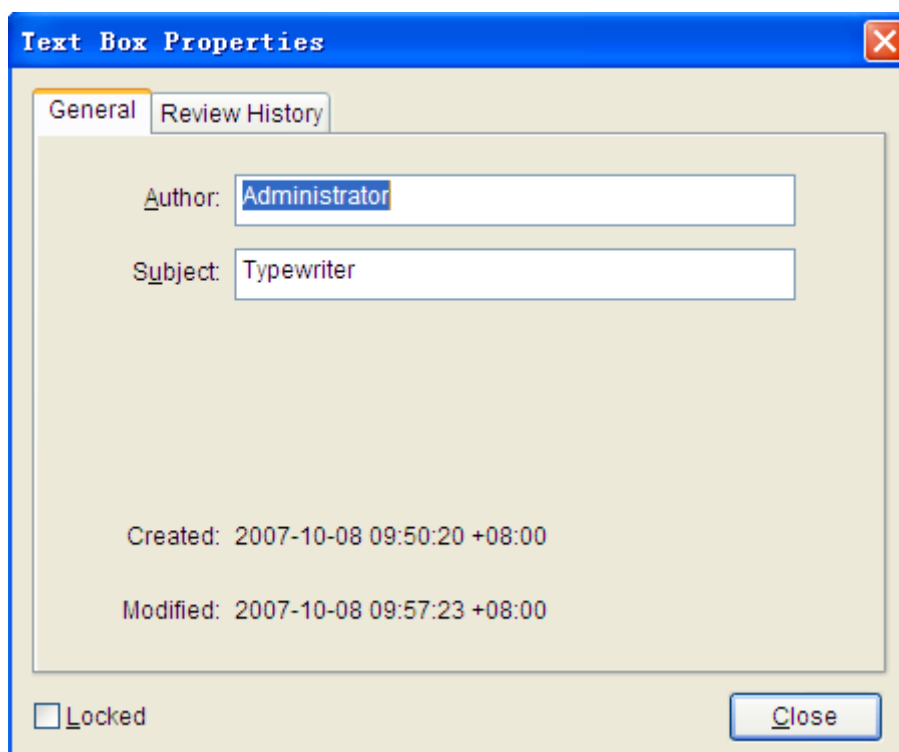 Text Box Properties
General Review History
Author: Administrator
Subject: Typewriter
Created: 2007-10-08 09:50:20 +08:00
Modified: 2007-10-08 09:57:23 +08:00
Locked Close